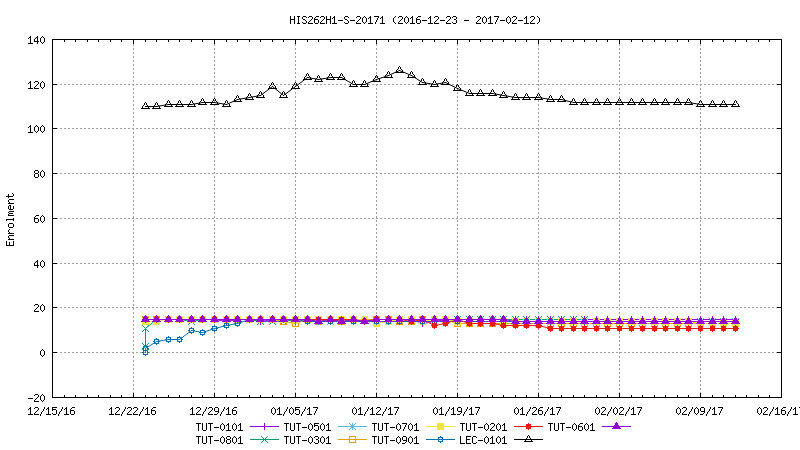 HIS262H1-S-20171 (2016-12-23 - 2017-02-12)
140
120
100
80
60
40
20
0
-20
Enrolment
12/15/16 12/22/16 12/29/16 01/05/17 01/12/17 01/19/17 01/26/17 02/02/17 02/09/17 02/16/17
TUT-0101 TUT-0501 TUT-0701 TUT-0201 TUT-0601
TUT-0801 TUT-0301 TUT-0901 LEC-0101